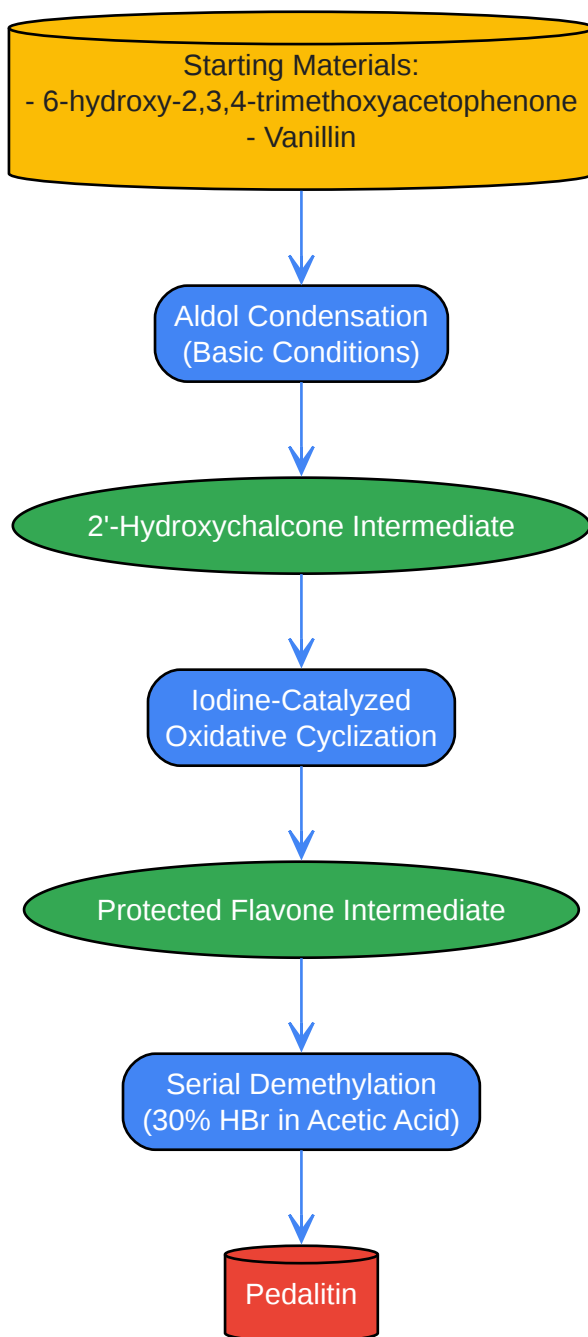 Starting Materials:
- 6-hydroxy-2,3,4-trimethoxyacetophenone
- Vanillin
Aldol Condensation
(Basic Conditions)
2'-Hydroxychalcone Intermediate
Iodine-Catalyzed
Oxidative Cyclization
Protected Flavone Intermediate
Serial Demethylation
(30% HBr in Acetic Acid)
Pedalitin